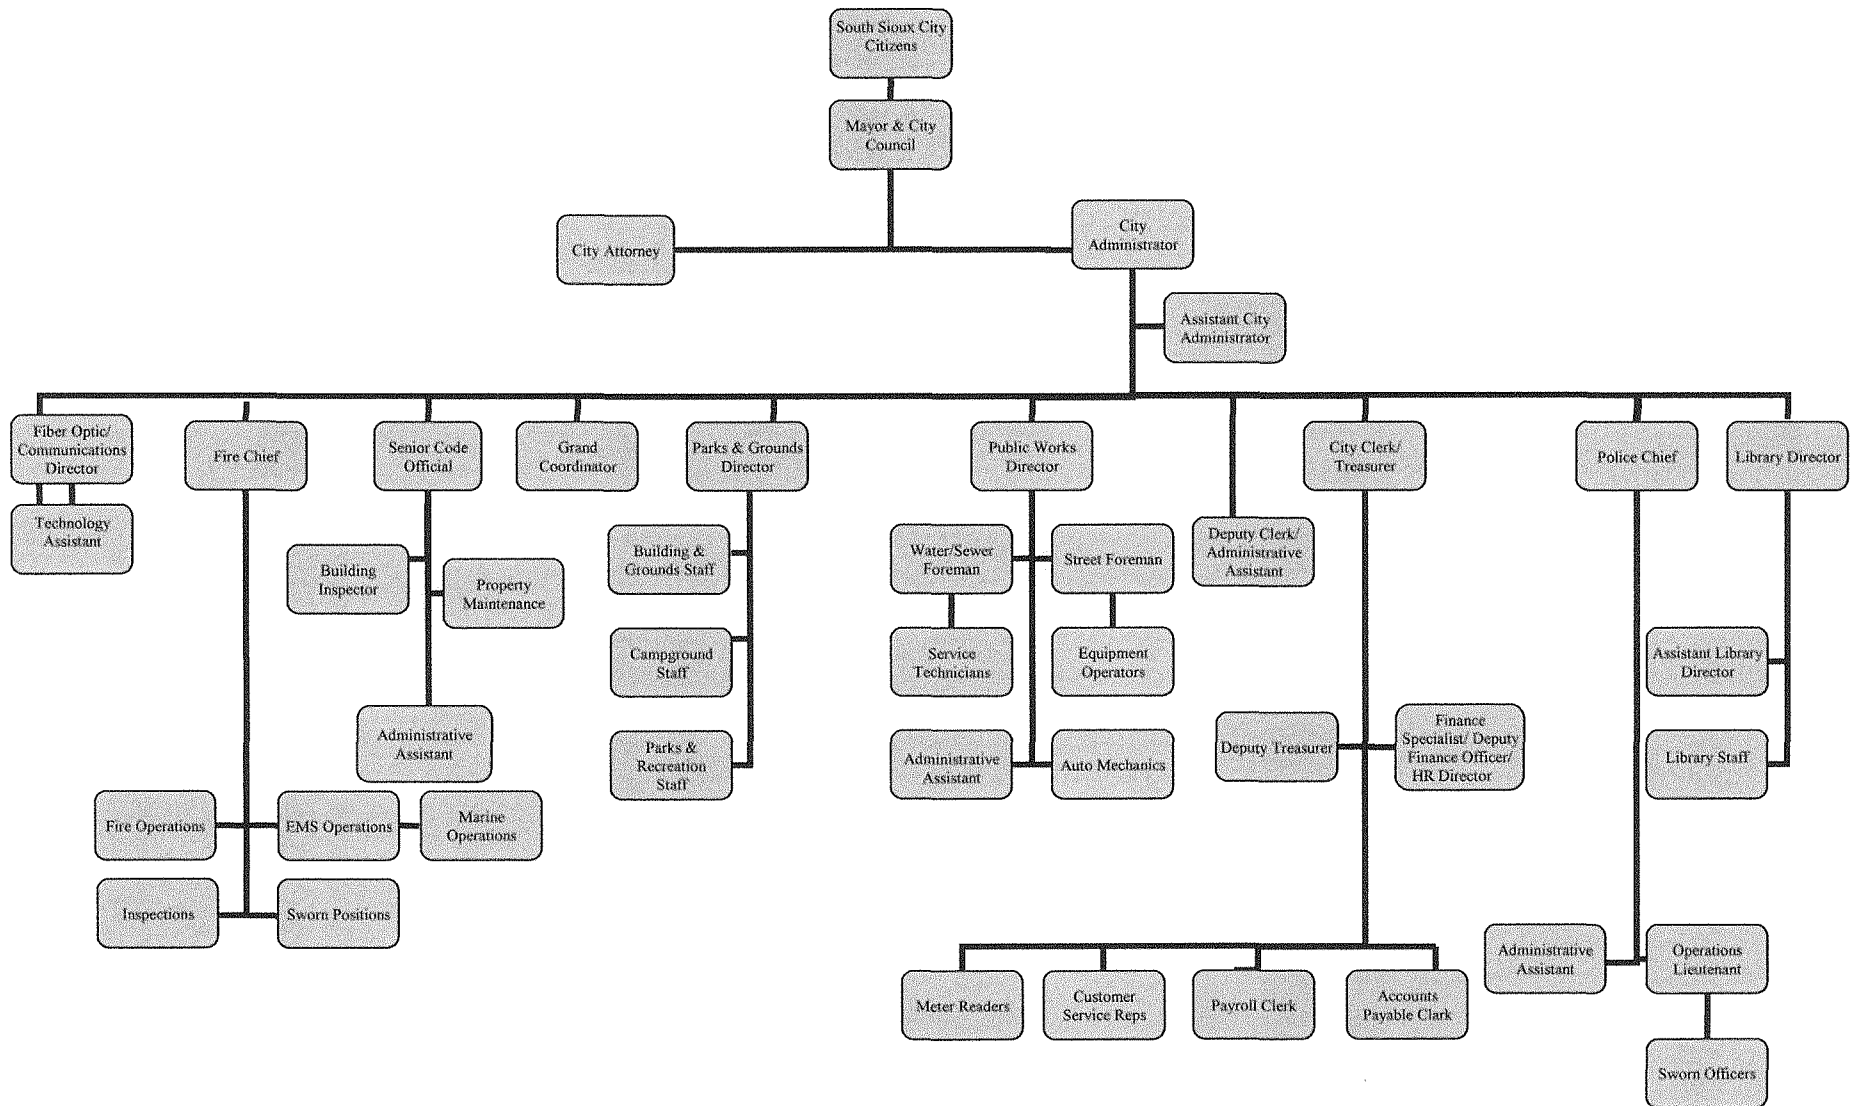 South Sioux City
Citizens
Mayor & City
Council
City Attorney
City
Administrator
Assistant City
Administrator
Fiber Optic/
Communications
Director
Fire Chief
Senior Code
Official
Grand
Coordinator
Parks & Grounds
Director
Public Works
Director
City Clerk/
Treasurer
Police Chief
Library Director
Technology
Assistant
Building
Inspector
Property
Maintenance
Administrative
Assistant
Building &
Grounds Staff
Campground
Staff
Parks &
Recreation
Staff
Water/Sewer
Foreman
Street Foreman
Service
Technicians
Equipment
Operators
Administrative
Assistant
Auto Mechanics
Deputy Clerk/
Administrative
Assistant
Deputy Treasurer
Finance
Specialist/ Deputy
Finance Officer/
HR Director
Assistant Library
Director
Library Staff
Fire Operations
EMS Operations
Marine
Operations
Inspections
Sworn Positions
Meter Readers
Customer
Service Reps
Payroll Clerk
Accounts
Payable Clark
Administrative
Assistant
Operations
Lieutenant
Sworn Officers